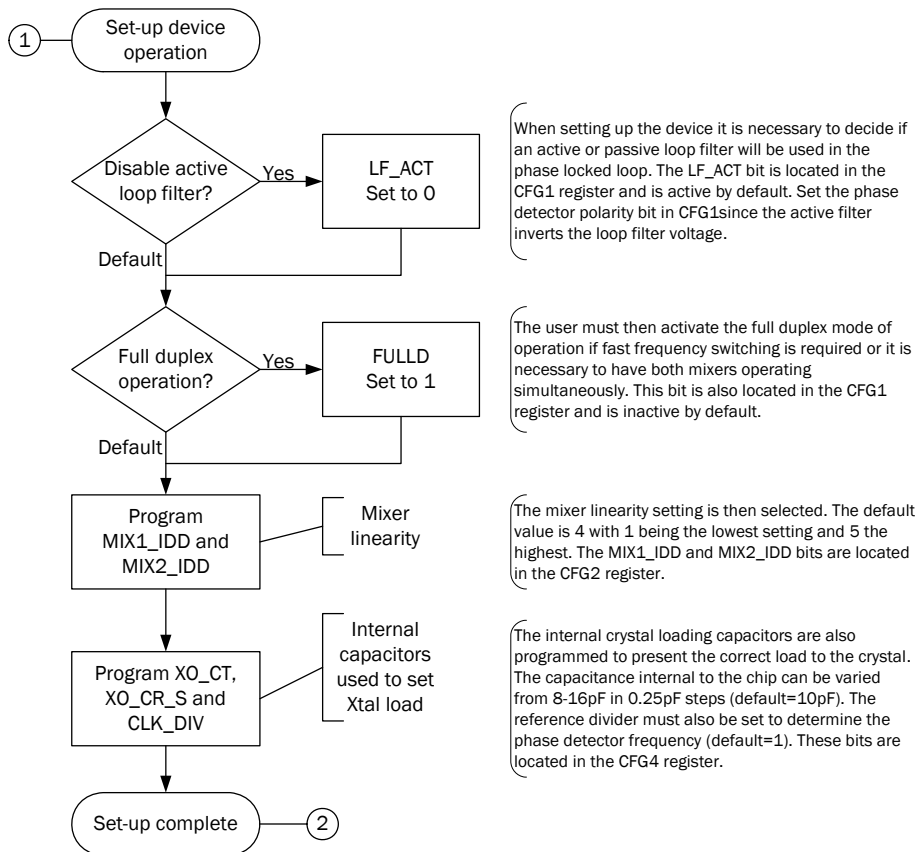 1
Set-up device
operation
Disable active
loop filter?
Yes
LF_ACT
Set to 0
When setting up the device it is necessary to decide if
an active or passive loop filter will be used in the
phase locked loop. The LF_ACT bit is located in the
CFG1 register and is active by default. Set the phase
detector polarity bit in CFG1since the active filter
inverts the loop filter voltage.
Default
Full duplex
operation?
Yes
FULLD
Set to 1
The user must then activate the full duplex mode of
operation if fast frequency switching is required or it is
necessary to have both mixers operating
simultaneously. This bit is also located in the CFG1
register and is inactive by default.
Default
Program
MIX1_IDD and
MIX2_IDD
Mixer
linearity
The mixer linearity setting is then selected. The default
value is 4 with 1 being the lowest setting and 5 the
highest. The MIX1_IDD and MIX2_IDD bits are located
in the CFG2 register.
Program XO_CT,
XO_CR_S and
CLK_DIV
Internal
capacitors
used to set
Xtal load
The internal crystal loading capacitors are also
programmed to present the correct load to the crystal.
The capacitance internal to the chip can be varied
from 8-16pF in 0.25pF steps (default=10pF). The
reference divider must also be set to determine the
phase detector frequency (default=1). These bits are
located in the CFG4 register.
Set-up complete
2